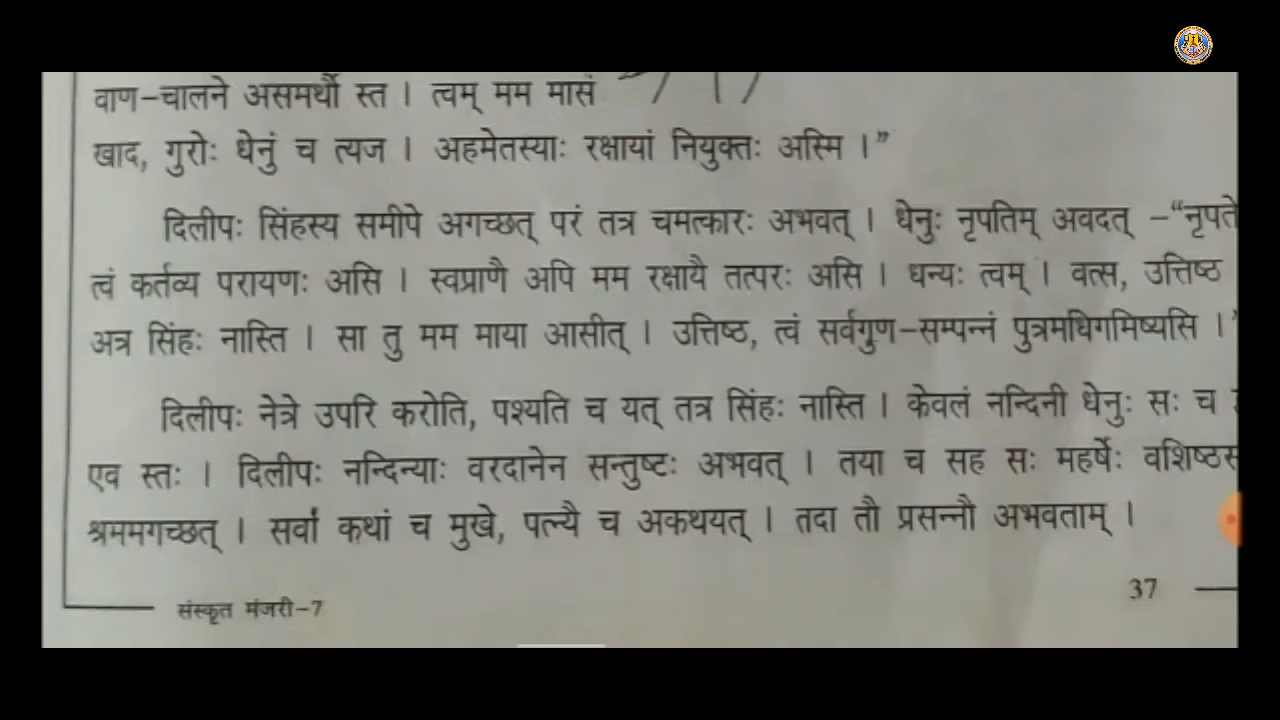 वाण-चालने असमर्थौ स्त । त्वम् मम मासं
खाद, गुरोः धेनुं च त्यज । अहमेतस्याः रक्षायां नियुक्तः अस्मि ।”
दिलीपः सिंहस्य समीपे अगच्छत् परं तत्र चमत्कारः अभवत् । धेनुः नृपतिम् अवदत् -“नृपते
त्वं कर्तव्य परायणः असि । स्वप्राणै अपि मम रक्षायै तत्परः असि । धन्यः त्वम् । वत्स, उत्तिष्ठ
अत्र सिंहः नास्ति । सा तु मम माया आसीत् । उत्तिष्ठ, त्वं सर्वगुण-सम्पन्नं पुत्रमधिगमिष्यसि ।”
दिलीपः नेत्रे उपरि करोति, पश्यति च यत् तत्र सिंहः नास्ति । केवलं नन्दिनी धेनुः सः च
एव स्तः । दिलीपः नन्दिन्याः वरदानेन सन्तुष्टः अभवत् । तया च सह सः महर्षेः
श्रममगच्छत् । सर्वां कथां च मुखे, पत्न्यै च अकथयत् । तदा तौ प्रसन्नौ अभवताम् ।
37
संस्कृत मंजरी-7